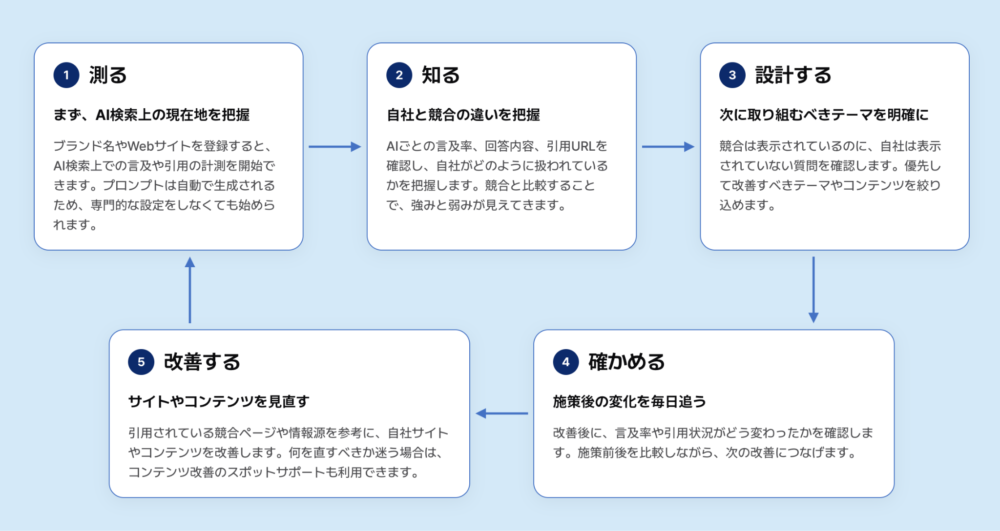 1 測る
まず、AI検索上の現在地を把握
ブランド名やWebサイトを登録すると、
AI検索上での言及や引用の計測を開始で
きます。プロンプトは自動で生成される
ため、専門的な設定をしなくても始めら
れます。
2 知る
自社と競合の違いを把握
AIごとの言及率、回答内容、引用URLを
確認し、自社がどのように扱われている
かを把握します。競合と比較すること
で、強みと弱みが見えてきます。
3 設計する
次に取り組むべきテーマを明確に
競合は表示されているのに、自社は表示
されていない質問を確認します。優先し
て改善すべきテーマやコンテンツを絞り
込めます。
4 確かめる
施策後の変化を毎日追う
改善後に、言及率や引用状況がどう変わったかを確認しま
す。施策前後を比較しながら、次の改善につなげます。
5 改善する
サイトやコンテンツを見直す
引用されている競合ページや情報源を参考に、自社サイト
やコンテンツを改善します。何を直すべきか迷う場合は、
コンテンツ改善のスポットサポートも利用できます。